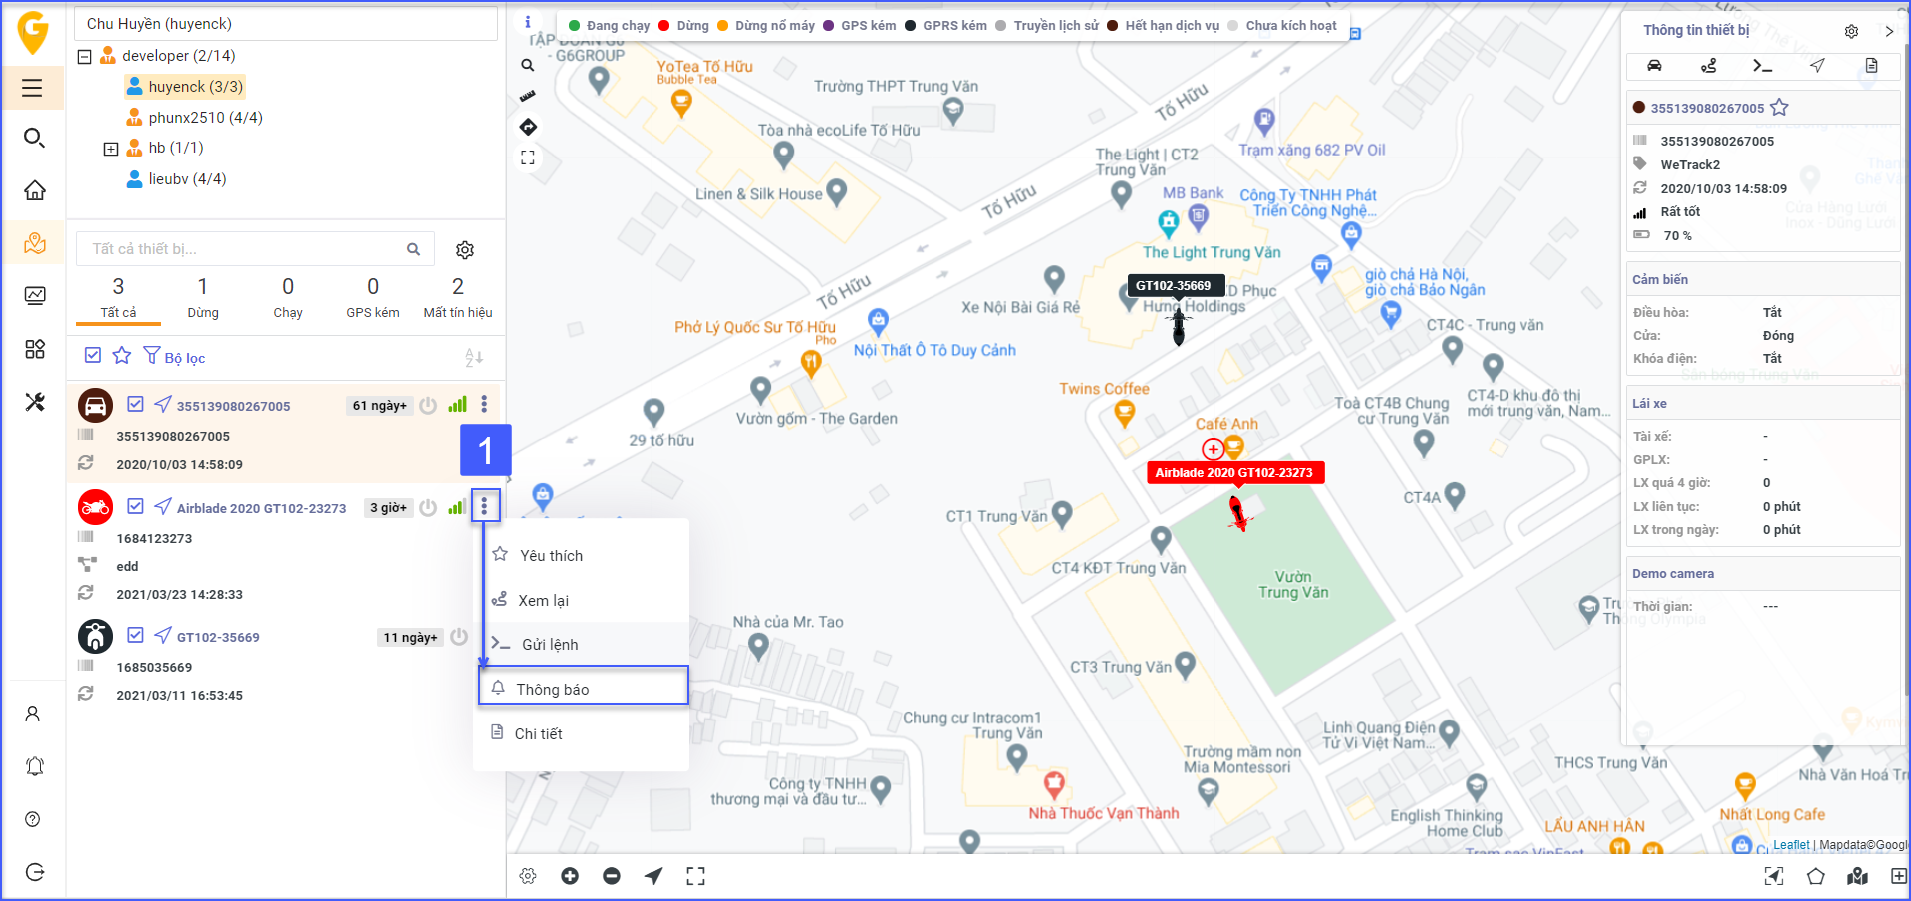 Chu Huyền (huyenck)
developer (2/14)
huyenck (3/3)
phunx2510 (4/4)
hb (1/1)
lieubv (4/4)
Tất cả thiết bị...
3 1 0 0 2
Tất cả Dừng Chạy GPS kém Mất tín hiệu
Bộ lọc
355139080267005 61 ngày+
355139080267005
2020/10/03 14:58:09
1
Airblade 2020 GT102-23273 3 giờ+
1684123273
edd
2021/03/23 14:28:33
GT102-35669 11 ngày+
1685035669
2021/03/11 16:53:45
Yêu thích
Xem lại
Gửi lệnh
Thông báo
Chi tiết
Đang chạy Dừng Dừng nổ máy GPS kém GPRS kém Truyền lịch sử Hết hạn dịch vụ Chưa kích hoạt
G6GROUP
YoTea Tố Hữu
Bubble Tea
Trường THPT Trung Văn
Tố Hữu
Tòa nhà ecoLife Tố Hữu
Trạm xăng 682 PV Oil
The Light | CT2
Trung Văn
Linen & Silk House
Tố Hữu
MB Bank
Công Ty TNHH Phát
Triển Công Nghệ...
The Light Trung Văn
giò chả Hà Nội,
giò chả Bảo Ngân
GT102-35669
D Phục
Hưng Holdings
Tố Hữu
Xe Nội Bài Giá Rẻ
Phở Lý Quốc Sư Tố Hữu
Pho
Nội Thất Ô Tô Duy Cảnh
CT4C - Trung văn
Twins Coffee
Vườn gốm - The Garden
29 tố hữu
Toà CT4B Chung
cư Trung Văn
CT4-D khu đô thị
mới trung văn, Nam...
Café Anh
Airblade 2020 GT102-23273
CT4A
CT1 Trung Văn
CT4 KĐT Trung Văn
Vườn
Trung Văn
Nhà của Mr. Tao
CT3 Trung Văn
Chung cư Intracom1
Trung Văn
Linh Quang Điện
Tử Vi Việt Nam...
Trường mầm non
Mia Montessori
Công ty TNHH
thương mại và đầu tư...
Nhà Thuốc Vạn Thành
THCS Trung Văn
Nhà Văn Hoá Tr
English Thinking
Home Club
Nhất Long Cafe
LẨU ANH HÂN
Leaflet | Mapdata©Googl
Thông tin thiết bị
355139080267005
355139080267005
WeTrack2
2020/10/03 14:58:09
Rất tốt
70 %
Cảm biến
Điều hòa: Tắt
Cửa: Đóng
Khóa điện: Tắt
Lái xe
Tài xế: -
GPLX: -
LX quá 4 giờ: 0
LX liên tục: 0 phút
LX trong ngày: 0 phút
Demo camera
Thời gian: ---